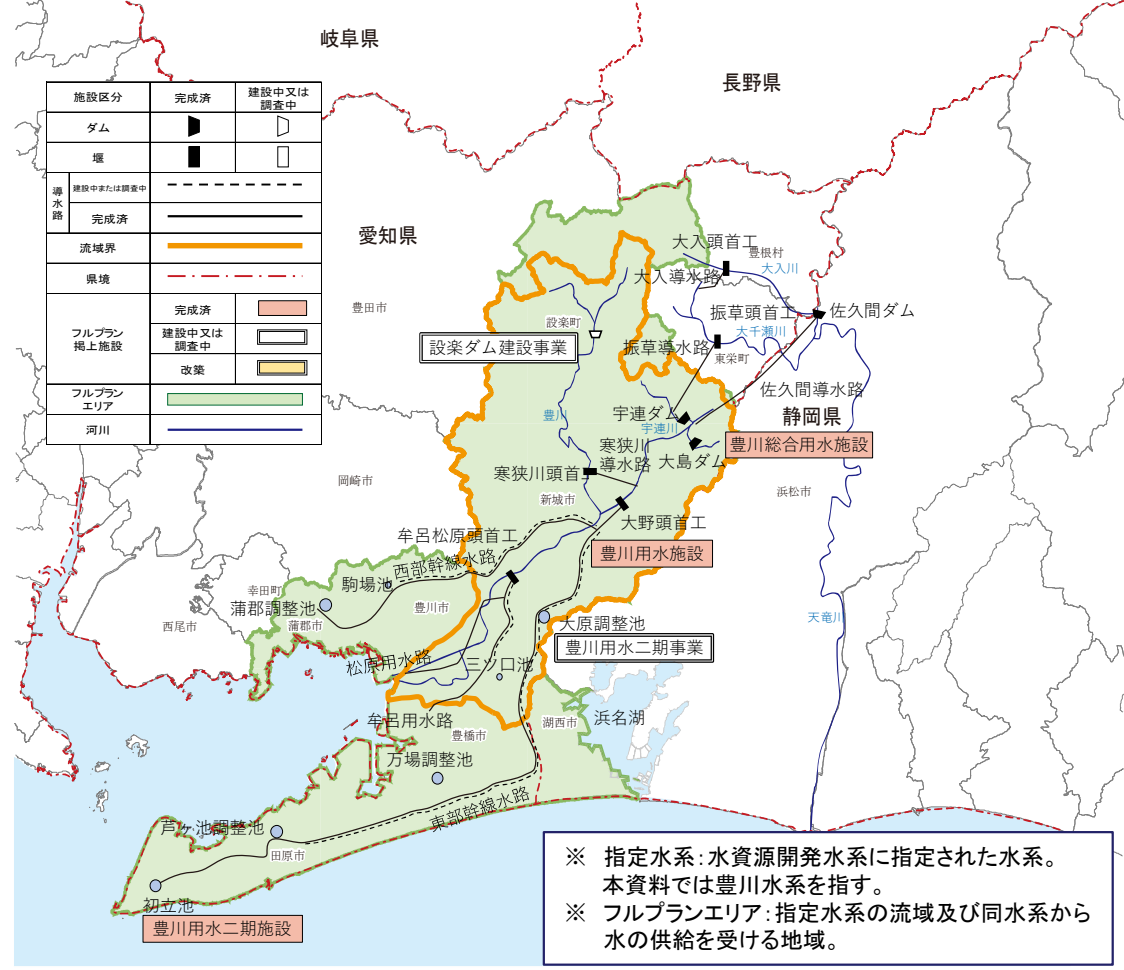 岐阜県
長野県
愛知県
静岡県
施設区分
完成済
建設中又は
調査中
ダム
堰
導水路
建設中または調査中
完成済
流域界
県境
フルプラン
掲上施設
完成済
建設中又は
調査中
改築
フルプラン
エリア
河川
大入頭首工
豊根村
大入川
大入導水路
佐久間ダム
振草頭首工
大千瀬川
振草導水路
東栄町
豊田市
設楽町
設楽ダム建設事業
佐久間導水路
豊川
宇連ダム
宇連川
豊川総合用水施設
寒狭川
導水路
大島ダム
寒狭川頭首工
岡崎市
新城市
浜松市
大野頭首工
牟呂松原頭首工
豊川用水施設
西部幹線水路
駒場池
幸田町
蒲郡調整池
蒲郡市
豊川市
西尾市
大原調整池
天竜川
豊川用水二期事業
松原用水路
三ツ口池
牟呂用水路
豊橋市
湖西市
浜名湖
万場調整池
東部幹線水路
芦ヶ池調整池
田原市
初立池
豊川用水二期施設
※ 指定水系：水資源開発水系に指定された水系。
本資料では豊川水系を指す。
※ フルプランエリア：指定水系の流域及び同水系から
水の供給を受ける地域。